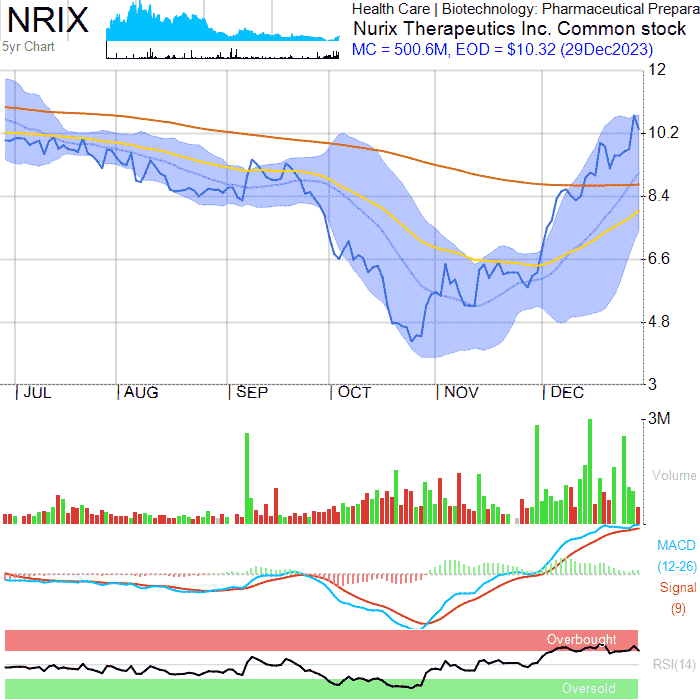 NRIX
5yr Chart
Health Care | Biotechnology: Pharmaceutical Prepara
Nurix Therapeutics Inc. Common stock
MC = 500.6M, EOD = $10.32 (29Dec2023)
12
10.2
8.4
6.6
4.8
3
JUL
AUG
SEP
OCT
NOV
DEC
3M
Volume
MACD
(12-26)
Signal
(9)
Overbought
RSI(14)
Oversold